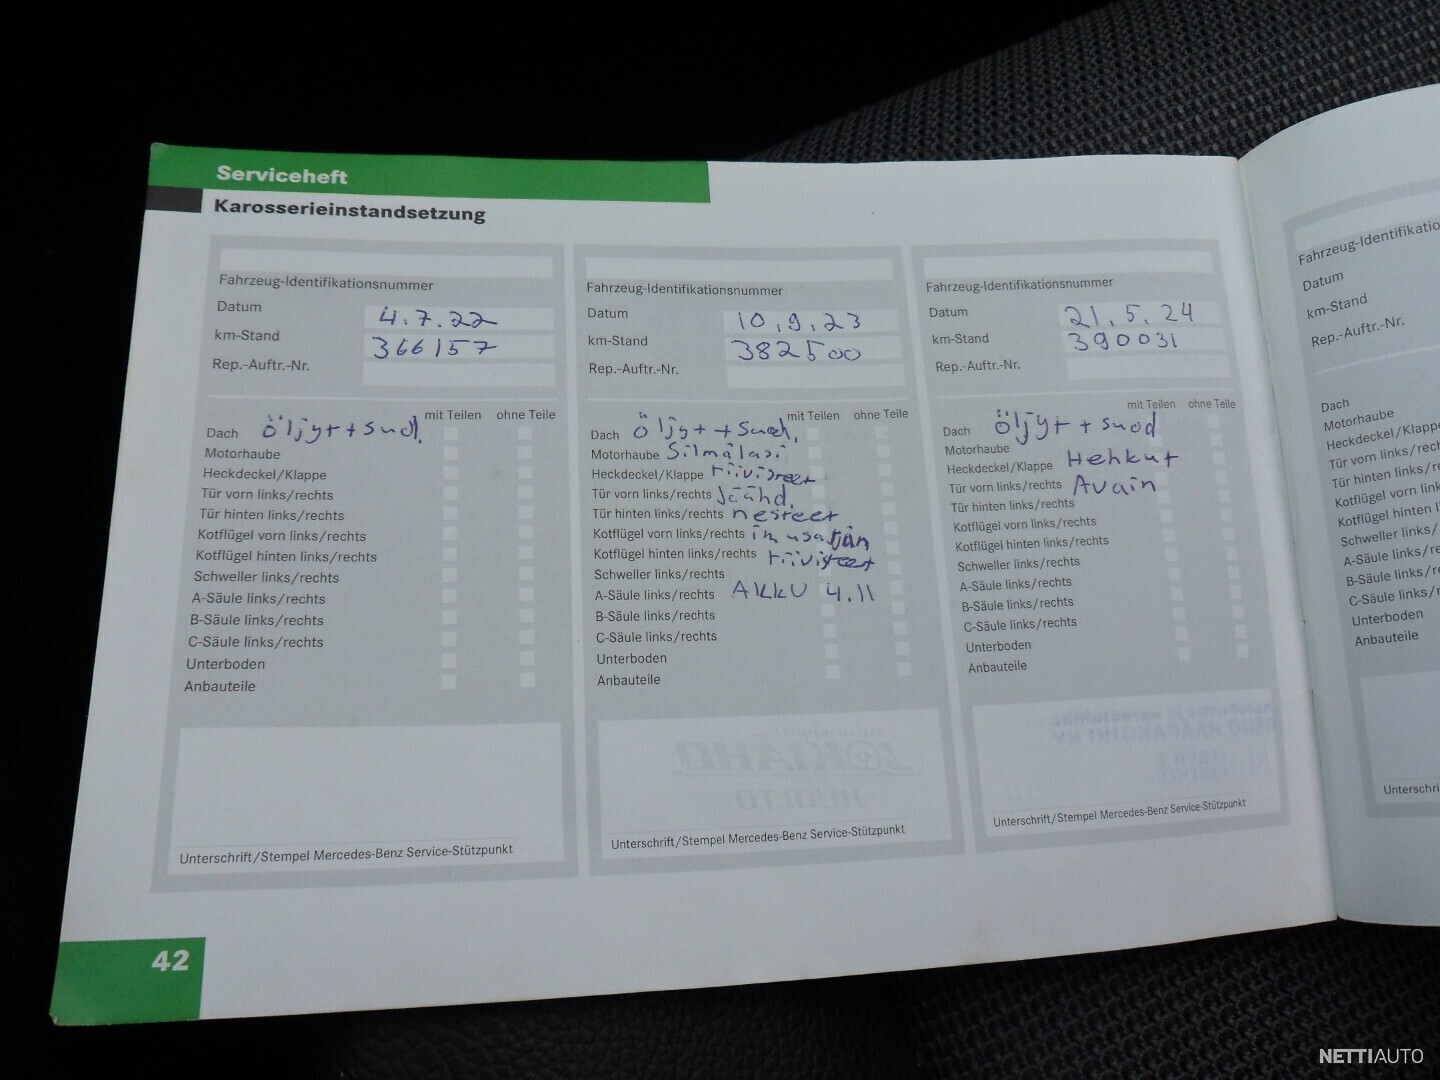 Serviceheft
Karosserieinstandsetzung
Fahrzeug-Identifikationsnummer
Datum 4.7.22
km-Stand 366157
Rep.-Auftr.-Nr.
mit Teilen ohne Teile
Dach öljyt + suod.
Motorhaube
Heckdeckel/Klappe
Tür vorn links/rechts
Tür hinten links/rechts
Kotflügel vorn links/rechts
Kotflügel hinten links/rechts
Schweller links/rechts
A-Säule links/rechts
B-Säule links/rechts
C-Säule links/rechts
Unterboden
Anbauteile
Unterschrift/Stempel Mercedes-Benz Service-Stützpunkt
Fahrzeug-Identifikationsnummer
Datum 10.9.23
km-Stand 382500
Rep.-Auftr.-Nr.
mit Teilen ohne Teile
Dach öljyt + suod.
Motorhaube Silmälasi
Heckdeckel/Klappe tiivisteet
Tür vorn links/rechts Jäähd.
Tür hinten links/rechts nesteet
Kotflügel vorn links/rechts imusarjan
Kotflügel hinten links/rechts tiivisteet
Schweller links/rechts
A-Säule links/rechts AKKU 4.11
B-Säule links/rechts
C-Säule links/rechts
Unterboden
Anbauteile
Unterschrift/Stempel Mercedes-Benz Service-Stützpunkt
Fahrzeug-Identifikationsnummer
Datum 21.5.24
km-Stand 390031
Rep.-Auftr.-Nr.
mit Teilen ohne Teile
Dach öljyt + suod
Motorhaube
Heckdeckel/Klappe Hehkut
Tür vorn links/rechts Avain
Tür hinten links/rechts
Kotflügel vorn links/rechts
Kotflügel hinten links/rechts
Schweller links/rechts
A-Säule links/rechts
B-Säule links/rechts
C-Säule links/rechts
Unterboden
Anbauteile
Unterschrift/Stempel Mercedes-Benz Service-Stützpunkt
42
Datum
km-Stand
Rep.-Auftr.-Nr.
Dach
Motorhaube
Unterboden
Anbauteile
NETTIAUTO